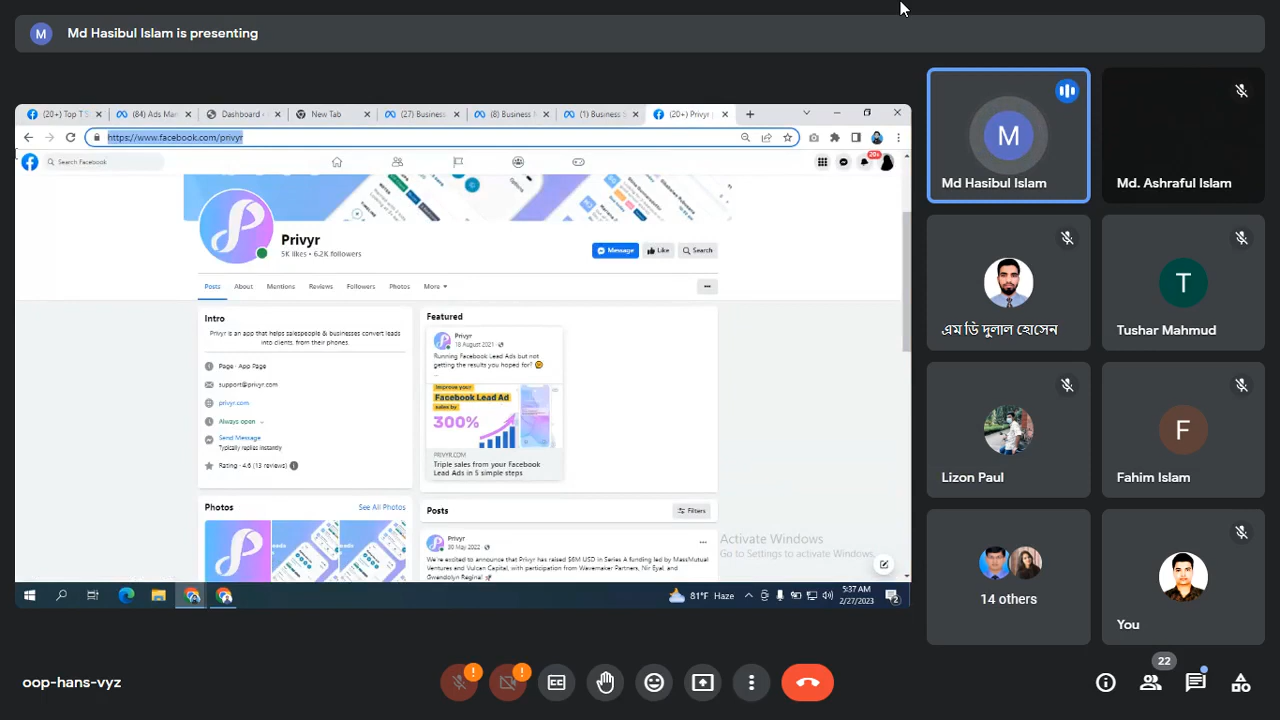 M
Md Hasibul Islam is presenting
(20+) Top T S
(84) Ads Ma
Dashboard -
New Tab
(27) Business
(8) Business M
(1) Business S
(20+) Privyr |
https://www.facebook.com/privyr
Search Facebook
20+
Privyr
5K likes • 6.2K followers
Message
Like
Search
Posts
About
Mentions
Reviews
Followers
Photos
More
Intro
Privyr is an app that helps salespeople & businesses convert leads
into clients, from their phones.
Page · App Page
support@privyr.com
privyr.com
Always open
Send Message
Typically replies instantly
Rating · 4.6 (13 reviews)
Photos
See All Photos
Featured
Privyr
18 August 2021 ·
Running Facebook Lead Ads but not
getting the results you hoped for?
...
Improve your
Facebook Lead Ad
sales by
300%
PRIVYR.COM
Triple sales from your Facebook
Lead Ads in 5 simple steps
Posts
Filters
Privyr
30 May 2022 ·
We're excited to announce that Privyr has raised $6M USD in Series A funding led by MassMutual
Ventures and Vulcan Capital, with participation from Wavemaker Partners, Nir Eyal and
Gwendolyn Regina!
Activate Windows
Go to Settings to activate Windows.
81°F Haze
5:37 AM
2/27/2023
2
M
Md Hasibul Islam
Md. Ashraful Islam
এম ডি দুলাল হোসেন
T
Tushar Mahmud
Lizon Paul
F
Fahim Islam
14 others
You
oop-hans-vyz
22